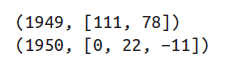 (1949, [111, 78])
(1950, [0, 22, −11])